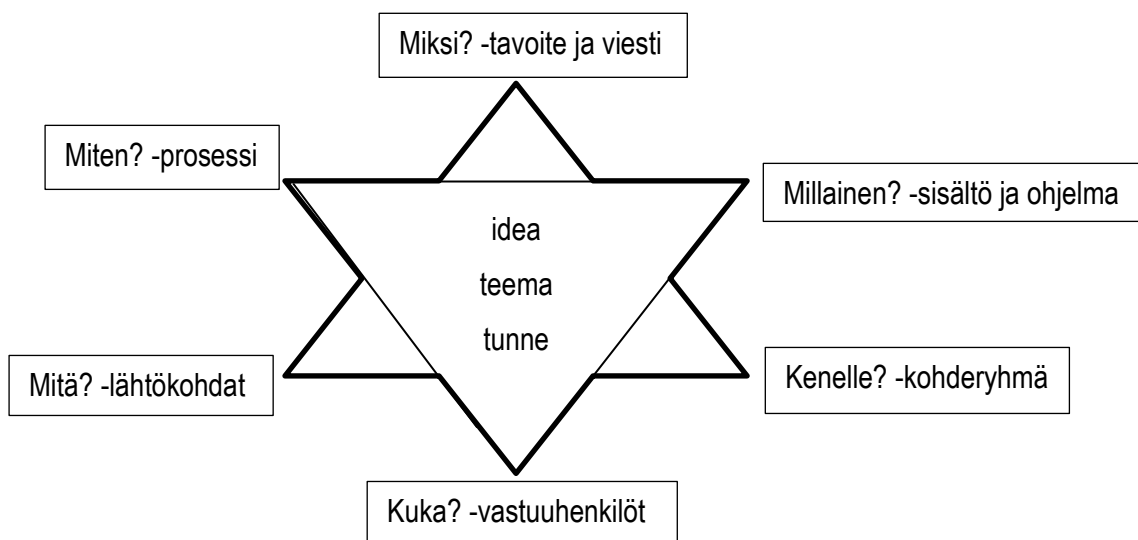 Miksi? -tavoite ja viesti
Miten? -prosessi
Millainen? -sisältö ja ohjelma
idea
teema
tunne
Mitä? -lähtökohdat
Kenelle? -kohderyhmä
Kuka? -vastuuhenkilöt